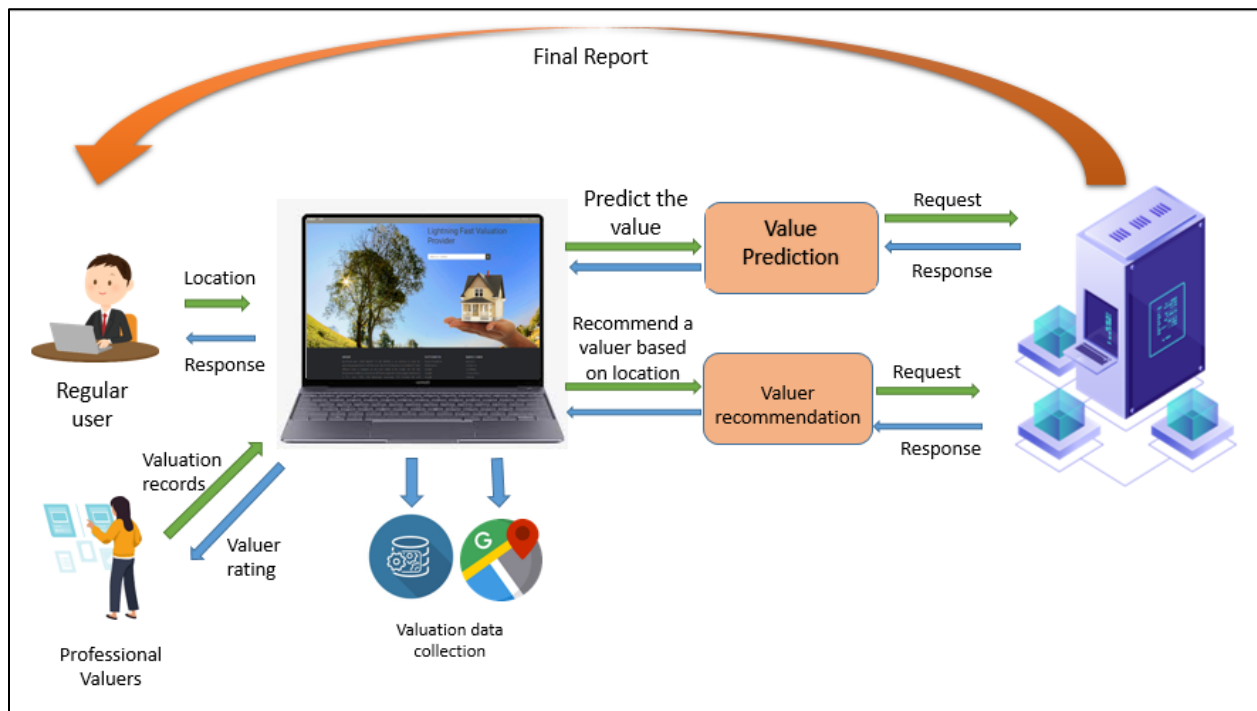 Final Report
Predict the
value
Value
Prediction
Request
Response
Location
Response
Lightning Fast Valuation
Provider
Regular
user
Recommend a
valuer based
on location
Valuer
recommendation
Request
Response
Valuation
records
Valuer
rating
G
Professional
Valuers
Valuation data
collection